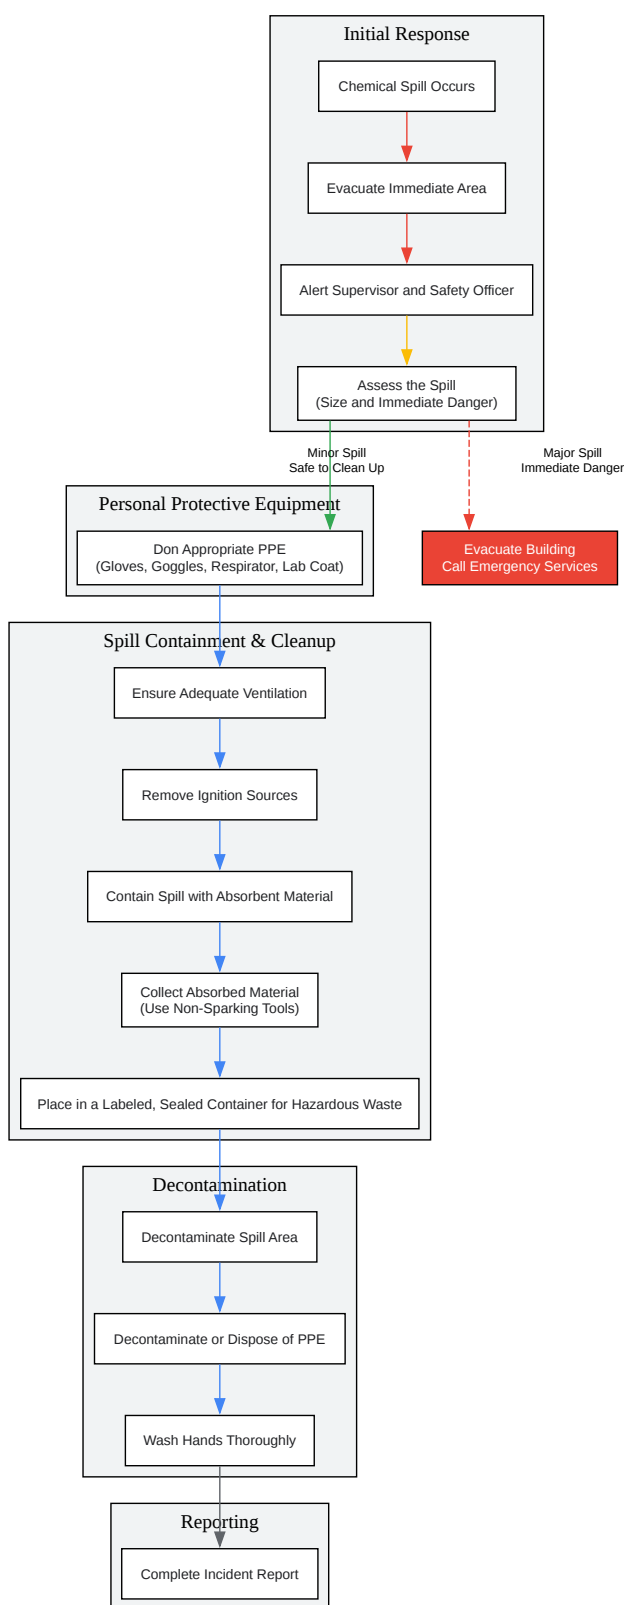 Initial Response
Chemical Spill Occurs
Evacuate Immediate Area
Alert Supervisor and Safety Officer
Assess the Spill
(Size and Immediate Danger)
Minor Spill
Safe to Clean Up
Major Spill
Immediate Danger
Personal Protective Equipment
Don Appropriate PPE
(Gloves, Goggles, Respirator, Lab Coat)
Evacuate Building
Call Emergency Services
Spill Containment & Cleanup
Ensure Adequate Ventilation
Remove Ignition Sources
Contain Spill with Absorbent Material
Collect Absorbed Material
(Use Non-Sparking Tools)
Place in a Labeled, Sealed Container for Hazardous Waste
Decontamination
Decontaminate Spill Area
Decontaminate or Dispose of PPE
Wash Hands Thoroughly
Reporting
Complete Incident Report